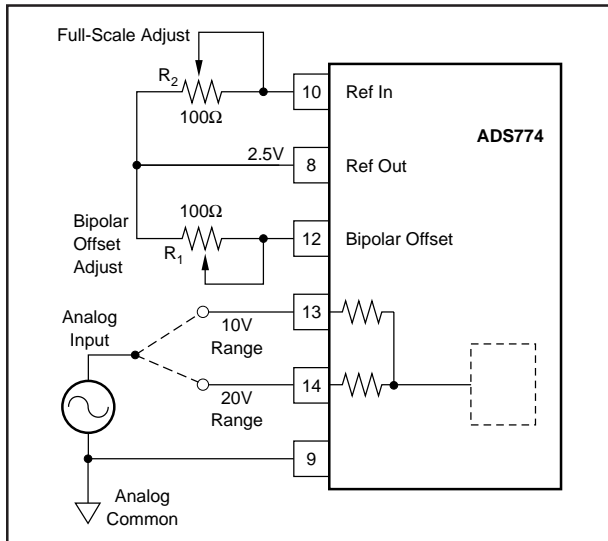 Full-Scale Adjust
R2
100Ω
10
Ref In
ADS774
2.5V
8
Ref Out
100Ω
Bipolar
Offset
Adjust
R1
12
Bipolar Offset
Analog
Input
13
10V
Range
14
20V
Range
9
Analog
Common